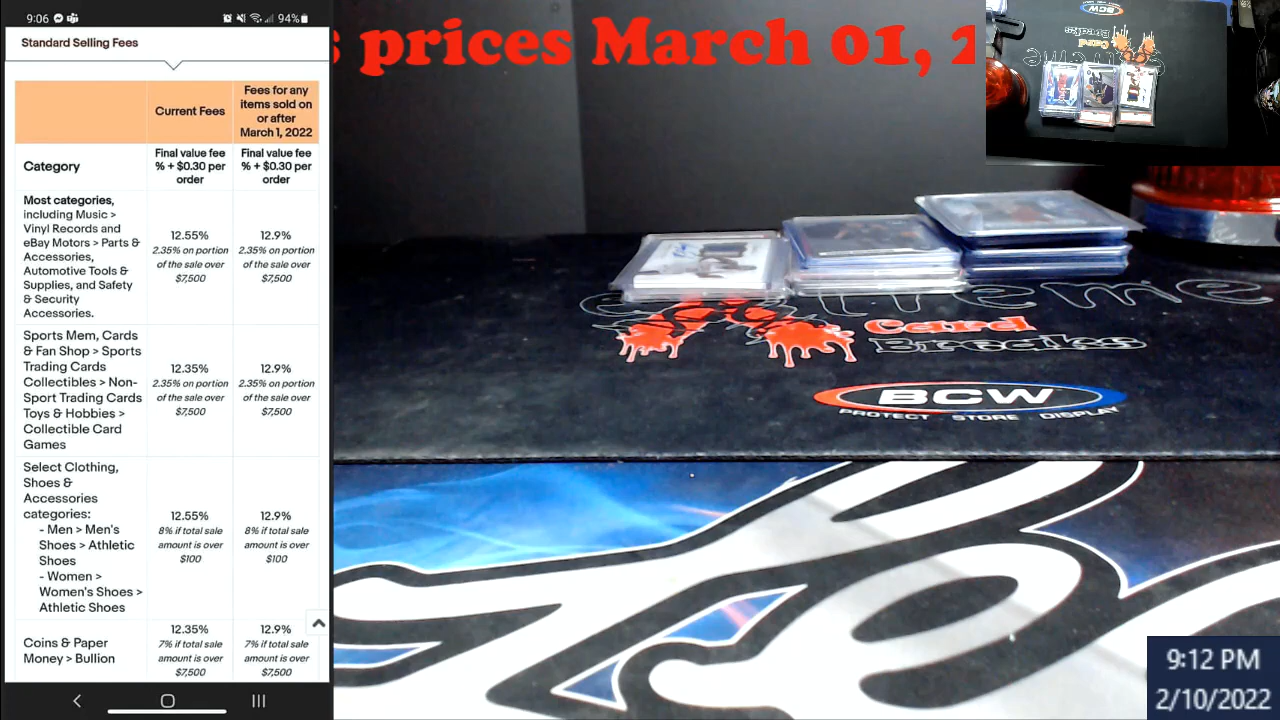 9:06
94%
Standard Selling Fees
Current Fees
Fees for any
items sold on
or after
March 1, 2022
Category
Final value fee
% + $0.30 per
order
Final value fee
% + $0.30 per
order
Most categories,
including Music >
Vinyl Records and
eBay Motors > Parts &
Accessories,
Automotive Tools &
Supplies, and Safety
& Security
Accessories.
12.55%
2.35% on portion
of the sale over
$7,500
12.9%
2.35% on portion
of the sale over
$7,500
Sports Mem, Cards
& Fan Shop > Sports
Trading Cards
Collectibles > Non-
Sport Trading Cards
Toys & Hobbies >
Collectible Card
Games
12.35%
2.35% on portion
of the sale over
$7,500
12.9%
2.35% on portion
of the sale over
$7,500
Select Clothing,
Shoes &
Accessories
categories:
- Men > Men's
Shoes > Athletic
Shoes
- Women >
Women's Shoes >
Athletic Shoes
12.55%
8% if total sale
amount is over
$100
12.9%
8% if total sale
amount is over
$100
Coins & Paper
Money > Bullion
12.35%
7% if total sale
amount is over
$7,500
12.9%
7% if total sale
amount is over
$7,500
s prices March 01, 2
BCW
Card
eme
extreme
Card
Breaks
BCW
PROTECT STORE DISPLAY
9:12 PM
2/10/2022